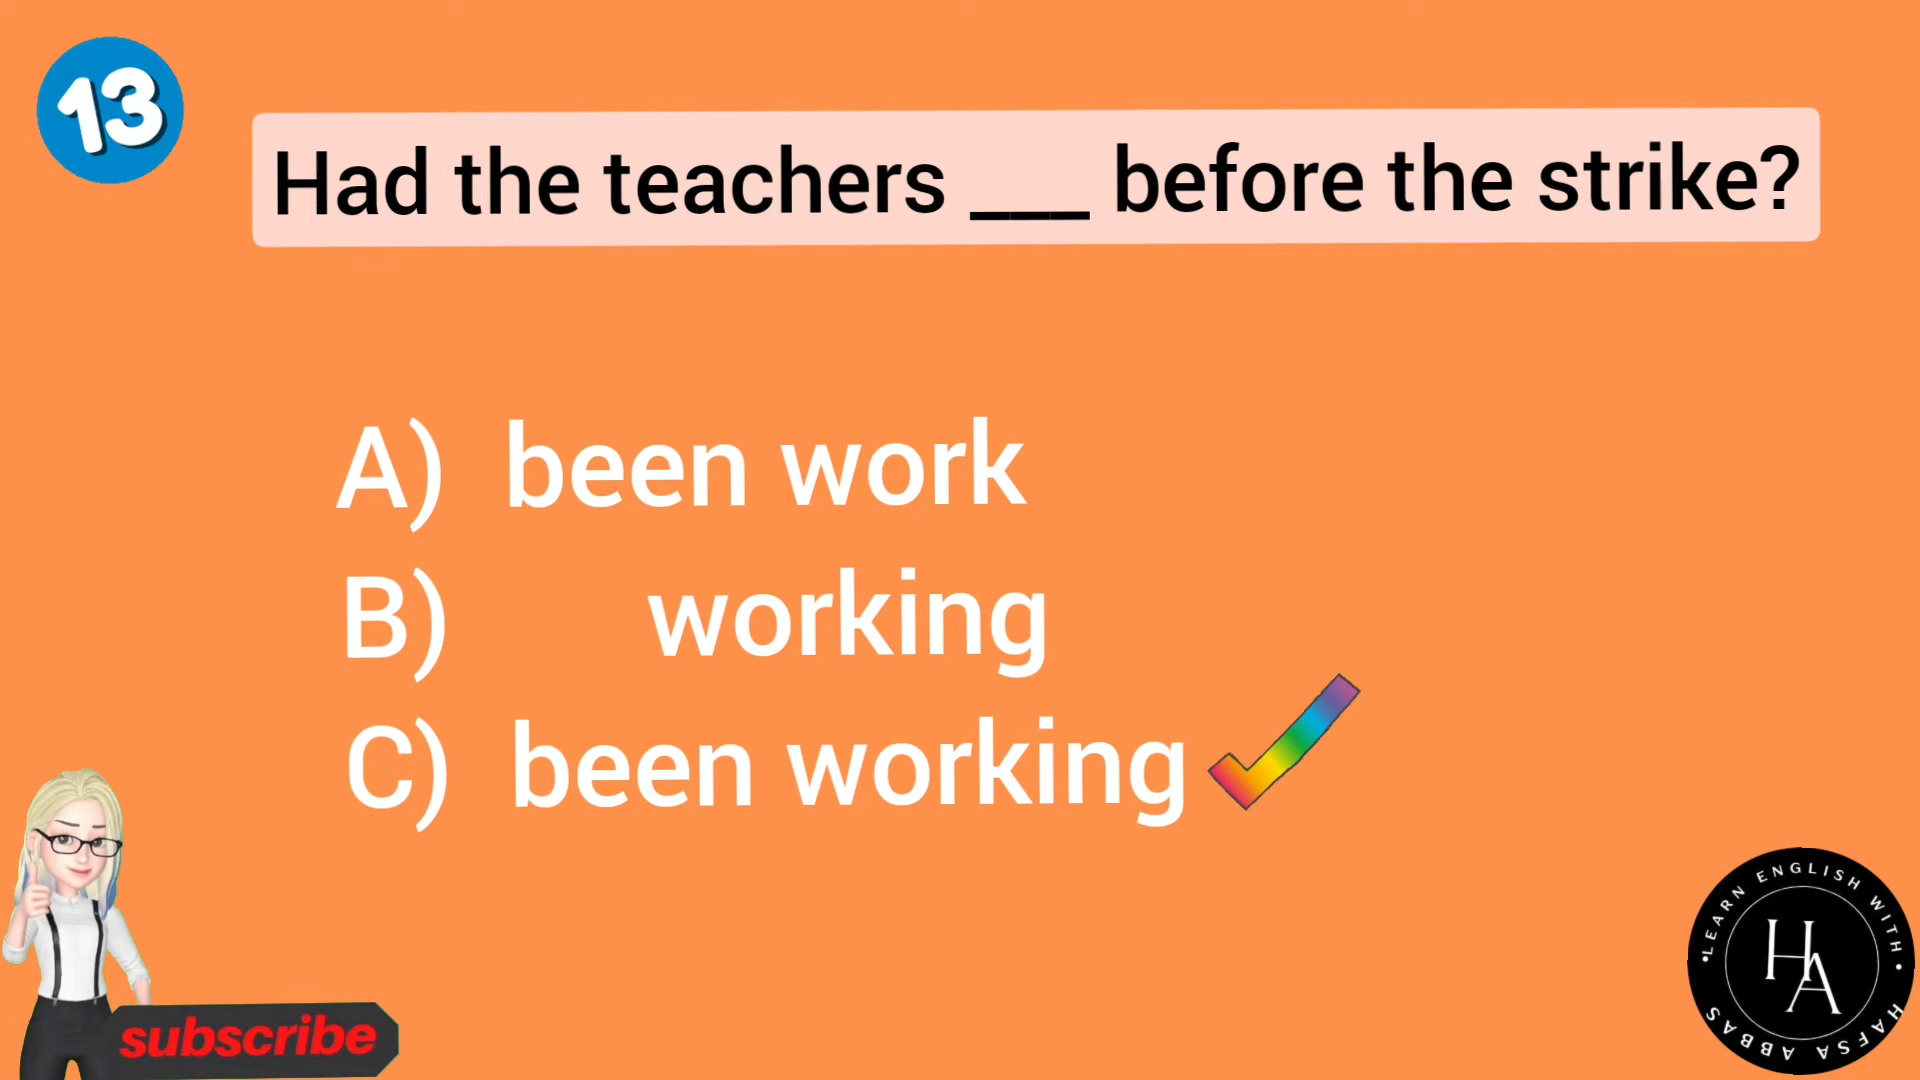 13
Had the teachers ___ before the strike?
A) been work
B) working
C) been working
subscribe
•LEARN ENGLISH WITH•
HA
HAFSA ABBAS